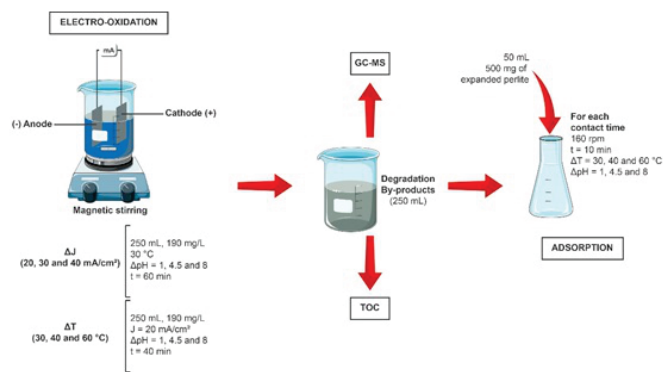 ELECTRO-OXIDATION
mA
Cathode (+)
(-) Anode
Magnetic stirring
ΔJ
(20, 30 and 40 mA/cm²)
250 mL, 190 mg/L
30 °C
ΔpH = 1, 4.5 and 8
t = 60 min
ΔT
(30, 40 and 60 °C)
250 mL, 190 mg/L
J = 20 mA/cm²
ΔpH = 1, 4.5 and 8
t = 40 min
GC-MS
Degradation
By-products
(250 mL)
TOC
50 mL
500 mg of
expanded perlite
For each
contact time
160 rpm
t = 10 min
ΔT = 30, 40 and 60 °C
ΔpH = 1, 4.5 and 8
ADSORPTION